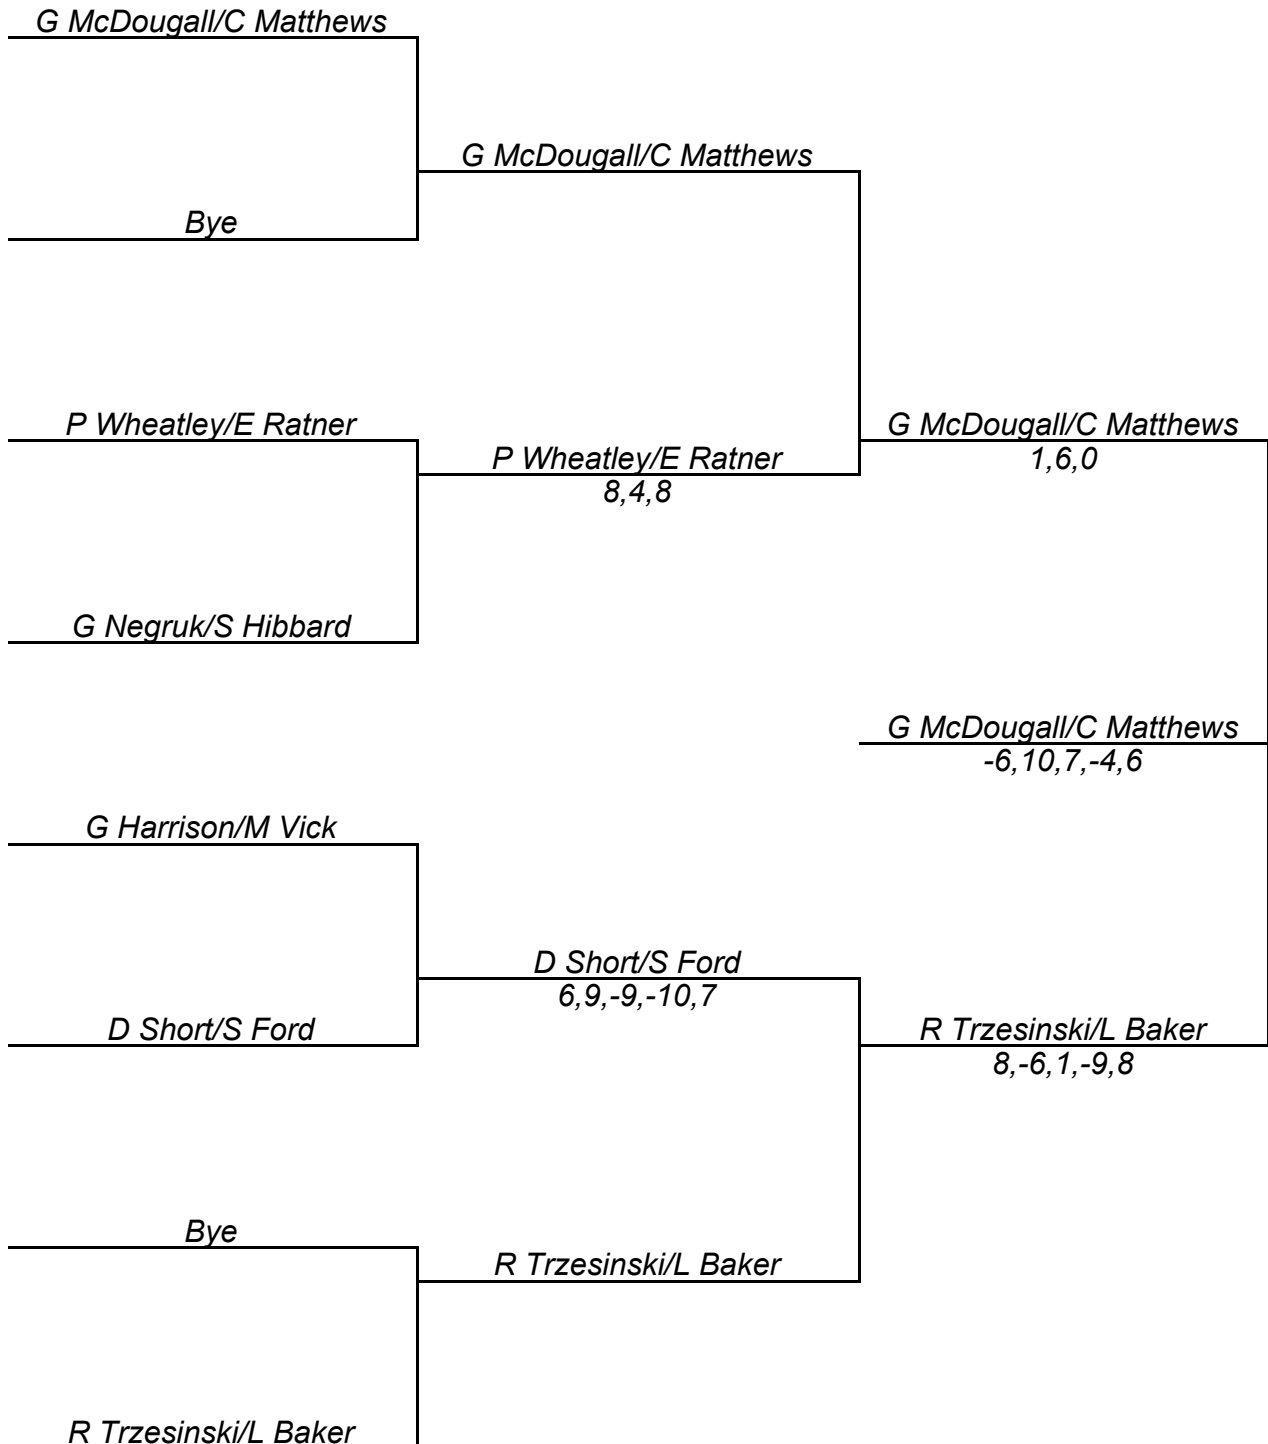 G McDougall/C Matthews
G McDougall/C Matthews
Bye
P Wheatley/E Ratner
G McDougall/C Matthews
P Wheatley/E Ratner
1,6,0
8,4,8
G Negruk/S Hibbard
G McDougall/C Matthews
-6,10,7,-4,6
G Harrison/M Vick
D Short/S Ford
6,9,-9,-10,7
D Short/S Ford
R Trzesinski/L Baker
8,-6,1,-9,8
Bye
R Trzesinski/L Baker
R Trzesinski/L Baker